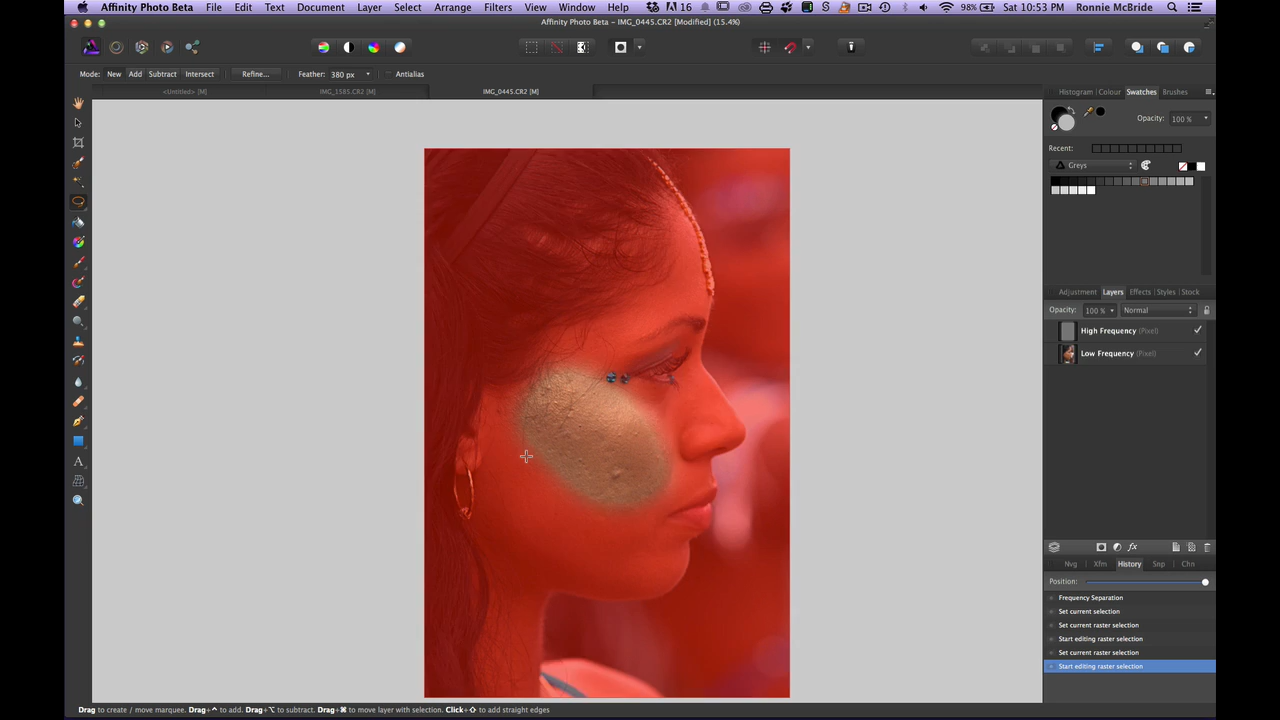 Affinity Photo Beta File Edit Text Document Layer Select Arrange Filters View Window Help 16 98% Sat 10:53 PM Ronnie McBride
Affinity Photo Beta - IMG_0445.CR2 [Modified] (15.4%)
Mode: New Add Subtract Intersect Refine... Feather: 380 px Antialias
<Untitled> [M] IMG_1585.CR2 [M] IMG_0445.CR2 [M]
Histogram Colour Swatches Brushes
Opacity: 100 %
Recent:
Greys
Adjustment Layers Effects Styles Stock
Opacity: 100 % Normal
High Frequency (Pixel)
Low Frequency (Pixel)
fx
Nvg Xfm History Snp Chn
Position:
Frequency Separation
Set current selection
Set current raster selection
Start editing raster selection
Set current raster selection
Start editing raster selection
Drag to create / move marquee. Drag+⌃ to add. Drag+⌥ to subtract. Drag+⌘ to move layer with selection. Click+⇧ to add straight edges